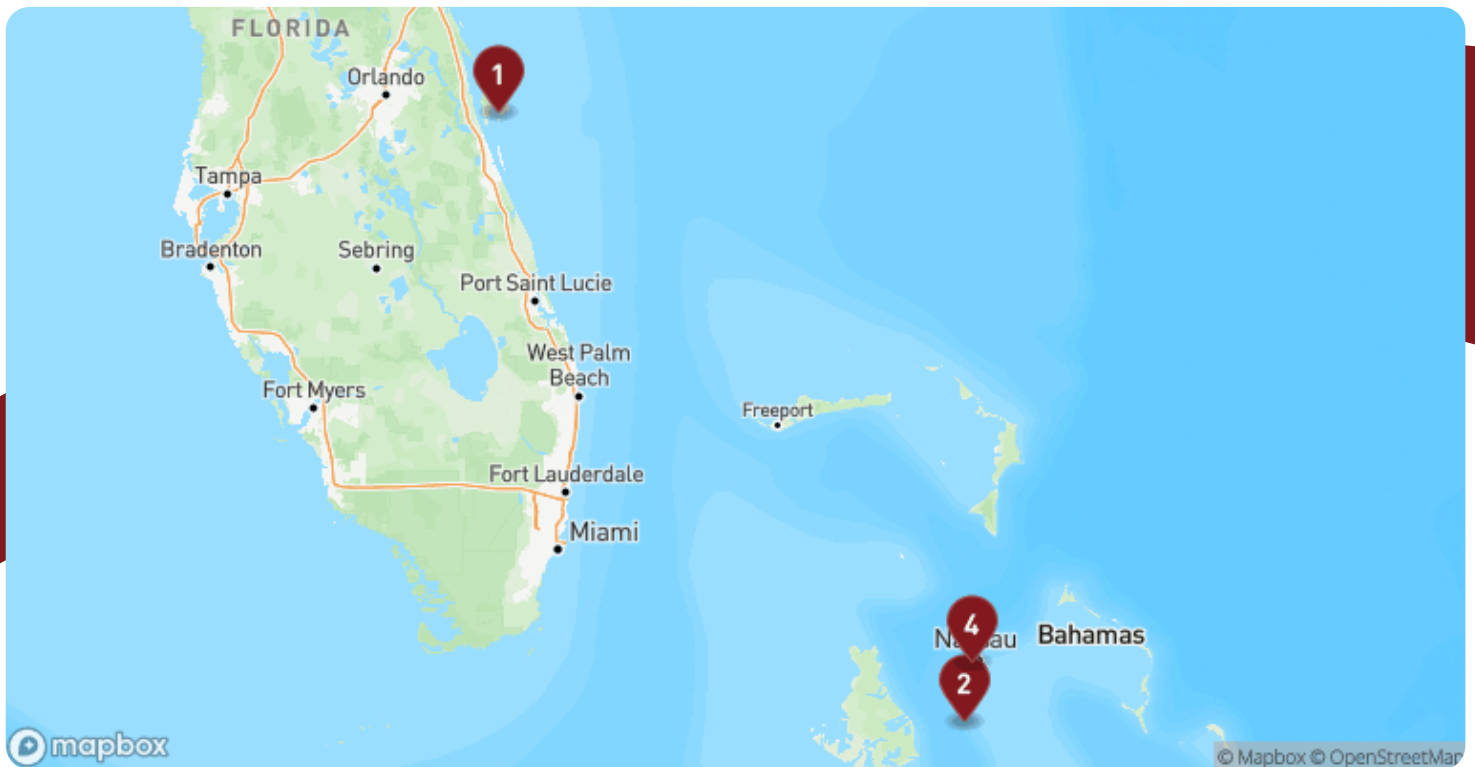 FLORIDA
1
Orlando
Tampa
Bradenton
Sebring
Port Saint Lucie
West Palm
Beach
Fort Myers
Freeport
Fort Lauderdale
Miami
4
Bahamas
2
mapbox
© Mapbox © OpenStreetMap